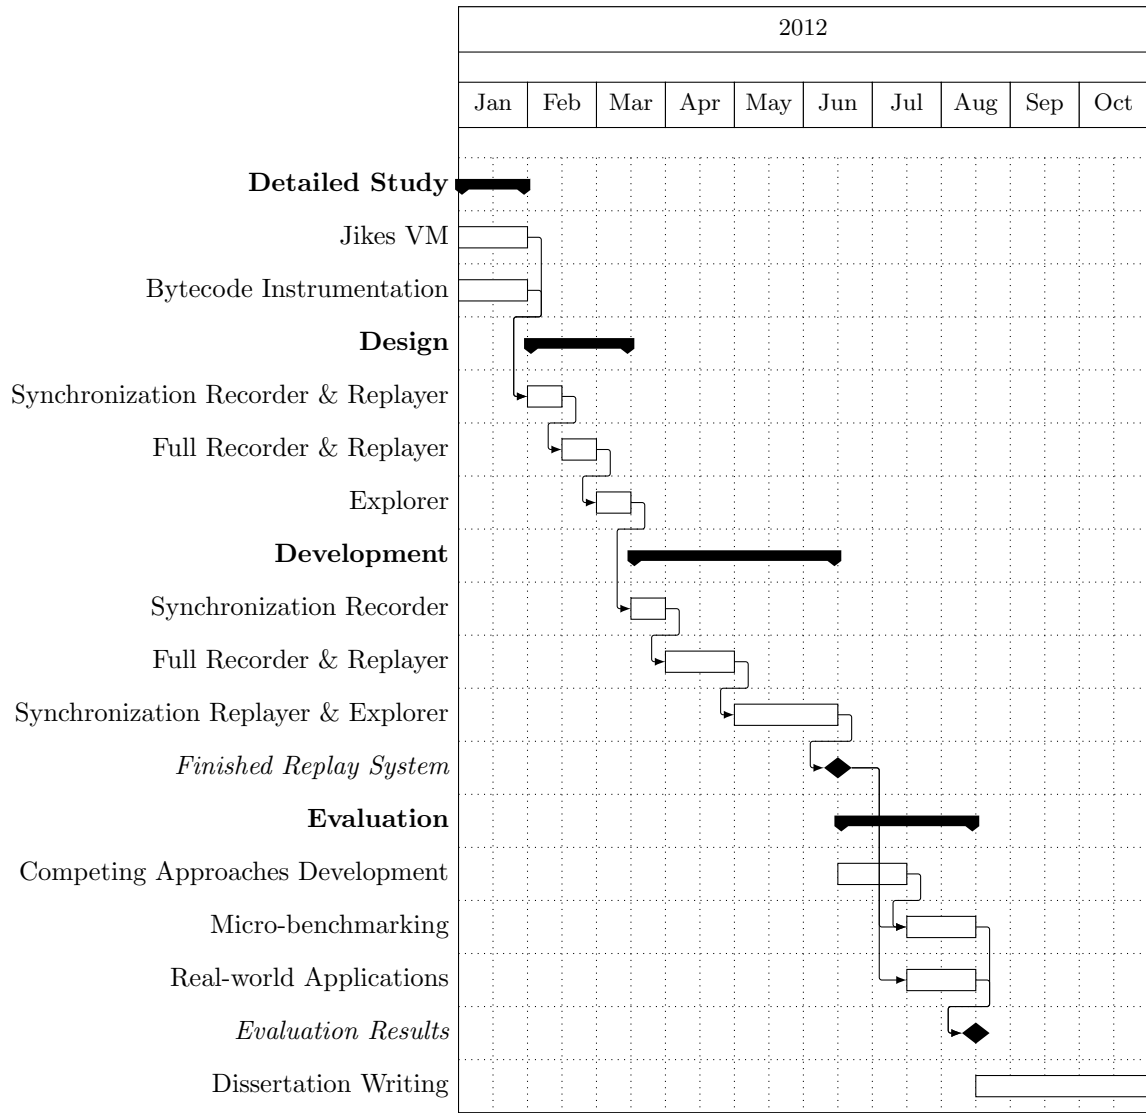 2012
Jan Feb Mar Apr May Jun Jul Aug Sep Oct
Detailed Study
Jikes VM
Bytecode Instrumentation
Design
Synchronization Recorder & Replayer
Full Recorder & Replayer
Explorer
Development
Synchronization Recorder
Full Recorder & Replayer
Synchronization Replayer & Explorer
Finished Replay System
Evaluation
Competing Approaches Development
Micro-benchmarking
Real-world Applications
Evaluation Results
Dissertation Writing